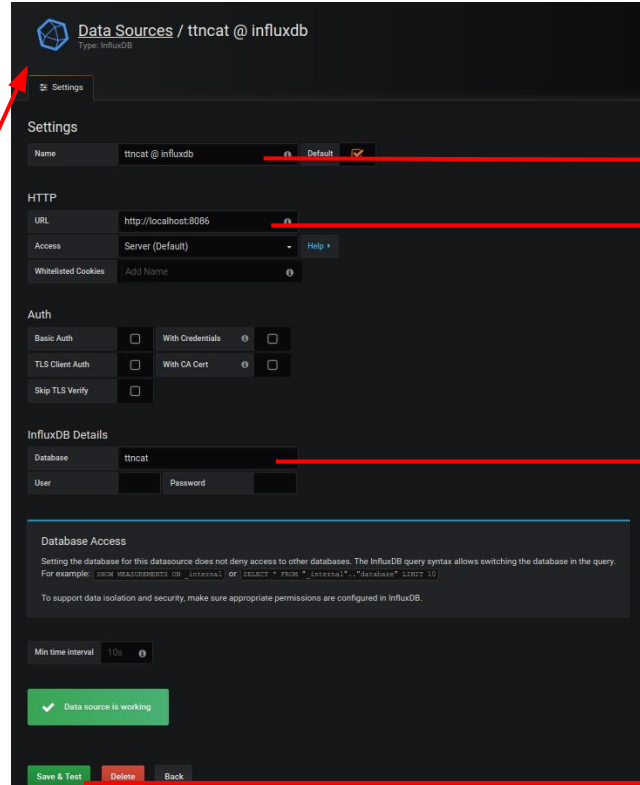 Data Sources / ttncat @ influxdb
Type: InfluxDB
Settings
Settings
Name ttncat @ influxdb Default
HTTP
URL http://localhost:8086
Access Server (Default) Help
Whitelisted Cookies Add Name
Auth
Basic Auth With Credentials
TLS Client Auth With CA Cert
Skip TLS Verify
InfluxDB Details
Database ttncat
User Password
Database Access
Setting the database for this datasource does not deny access to other databases. The InfluxDB query syntax allows switching the database in the query.
For example: SHOW MEASUREMENTS ON _internal or SELECT * FROM "_internal".."database" LIMIT 10
To support data isolation and security, make sure appropriate permissions are configured in InfluxDB.
Min time interval 10s
Data source is working
Save & Test Delete Back